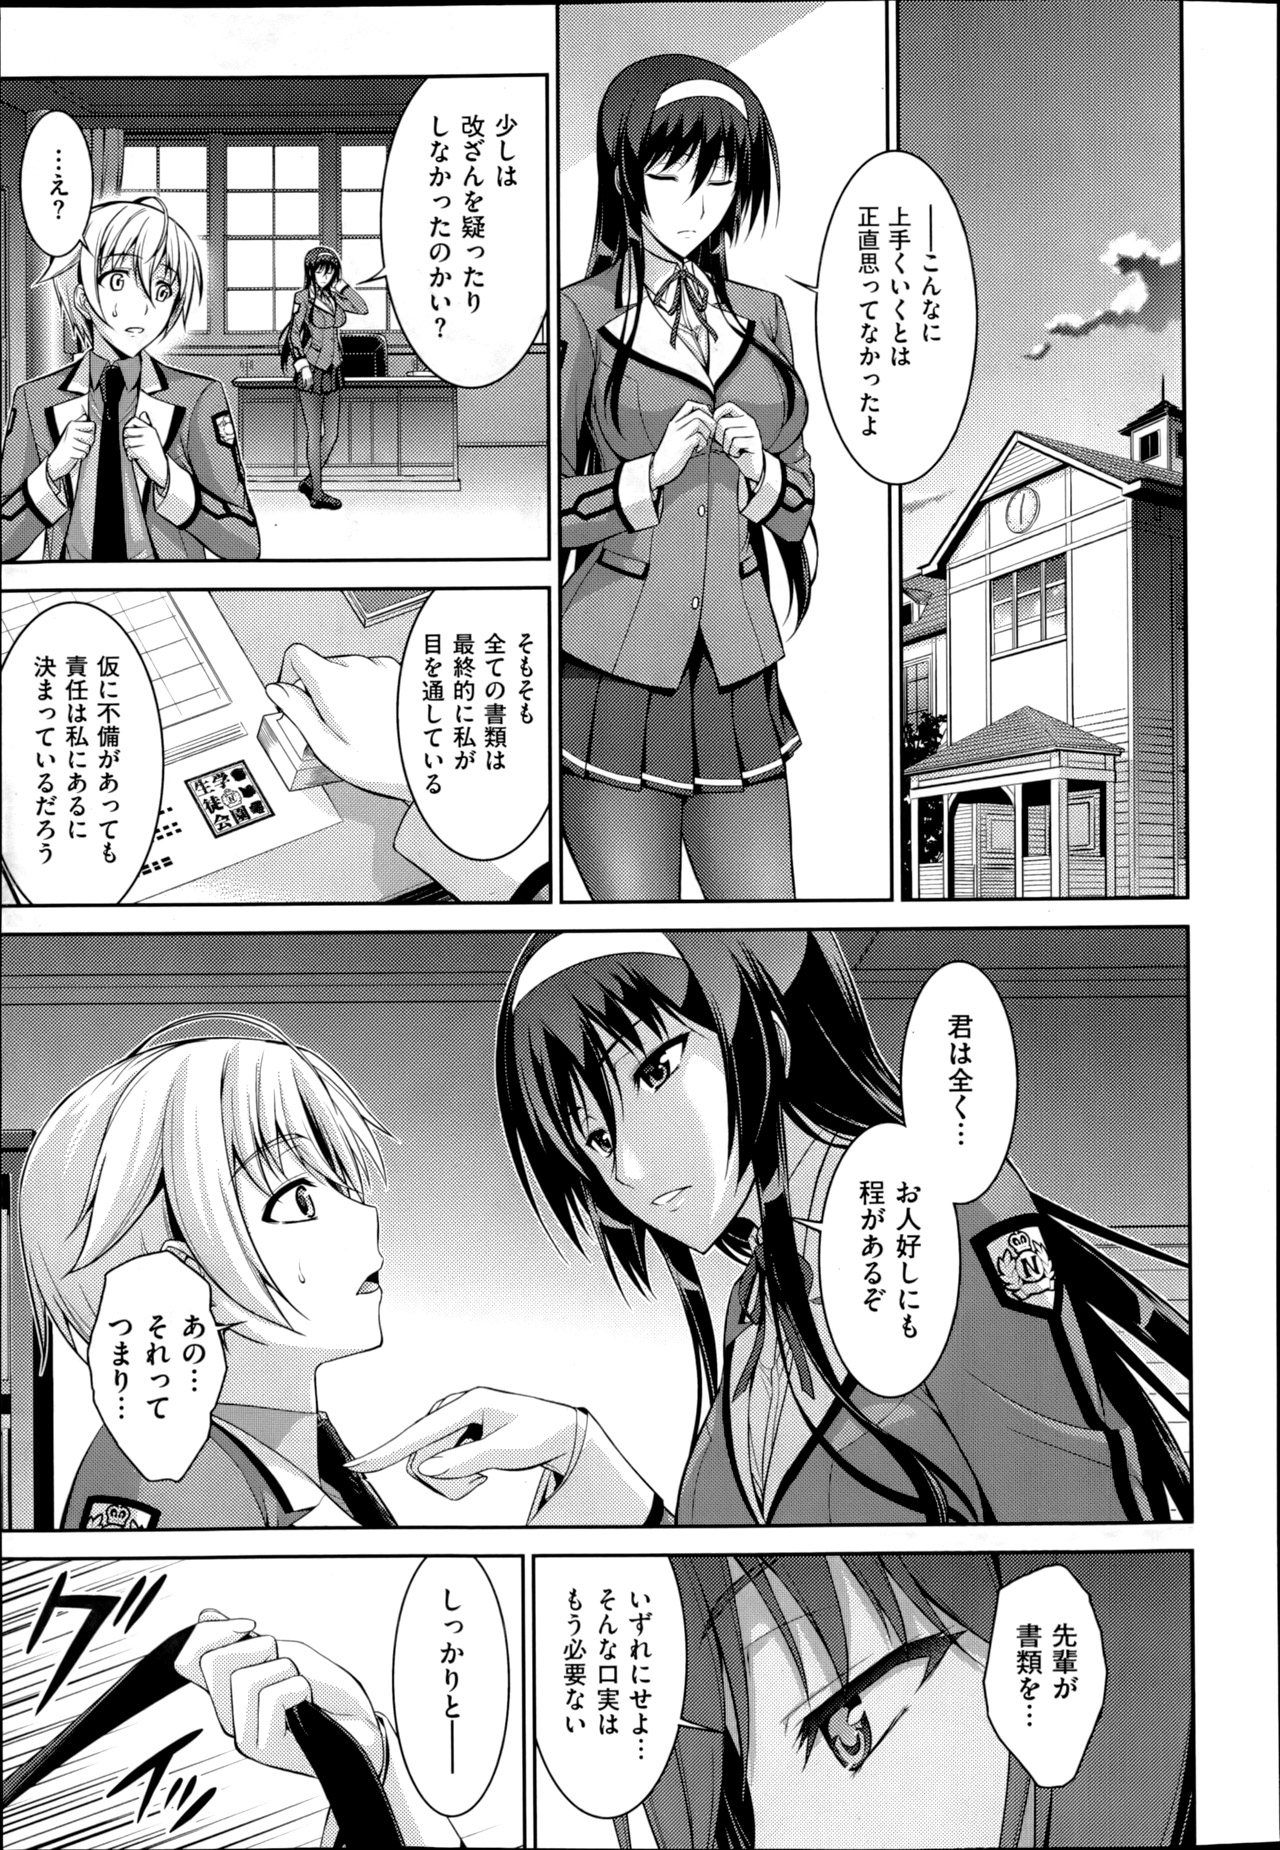 ――こんなに
上手くいくとは
正直思ってなかったよ
少しは
改ざんを疑ったり
しなかったのかい?
…え?
そもそも
全ての書類は
最終的に私が
目を通している
学園
生徒会
仮に不備があっても
責任は私にあるに
決まっているだろう
君は全く…
お人好しにも
程があるぞ
N
あの…
それって
つまり…
先輩が
書類を…
いずれにせよ…
そんな口実は
もう必要ない
しっかりと――
グイッ